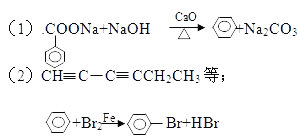 （1） COONa+NaOH CaO △ +Na₂CO₃
（2）CH≡C－C≡CCH₂CH₃等；
+Br₂ Fe Br+HBr